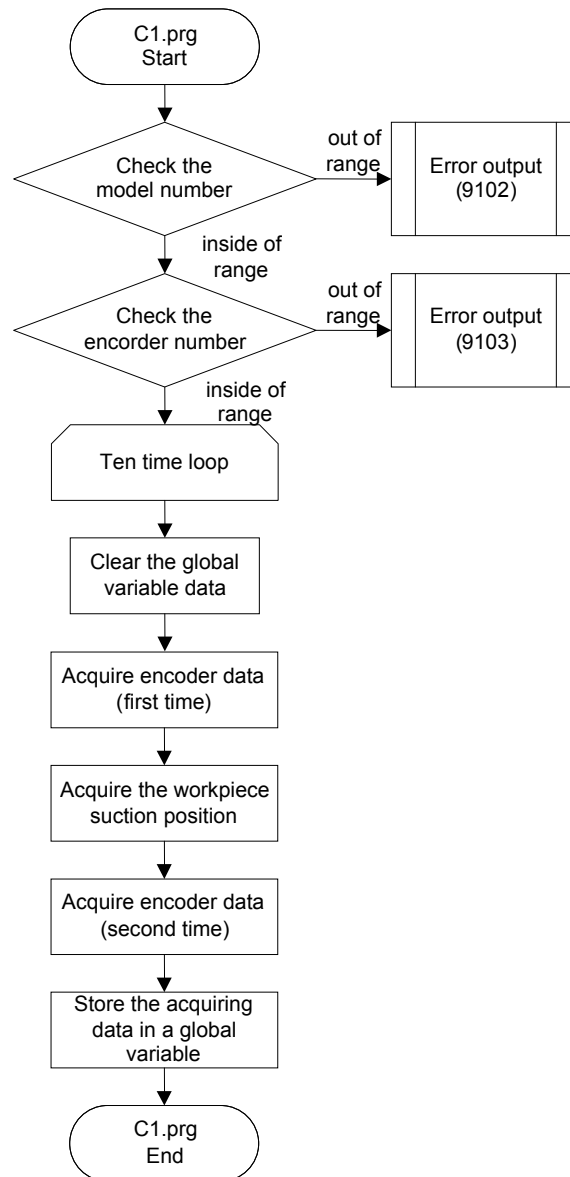 C1.prg
Start
Check the
model number
out of
range
Error output
(9102)
inside of
range
Check the
encorder number
out of
range
Error output
(9103)
inside of
range
Ten time loop
Clear the global
variable data
Acquire encoder data
(first time)
Acquire the workpiece
suction position
Acquire encoder data
(second time)
Store the acquiring
data in a global
variable
C1.prg
End